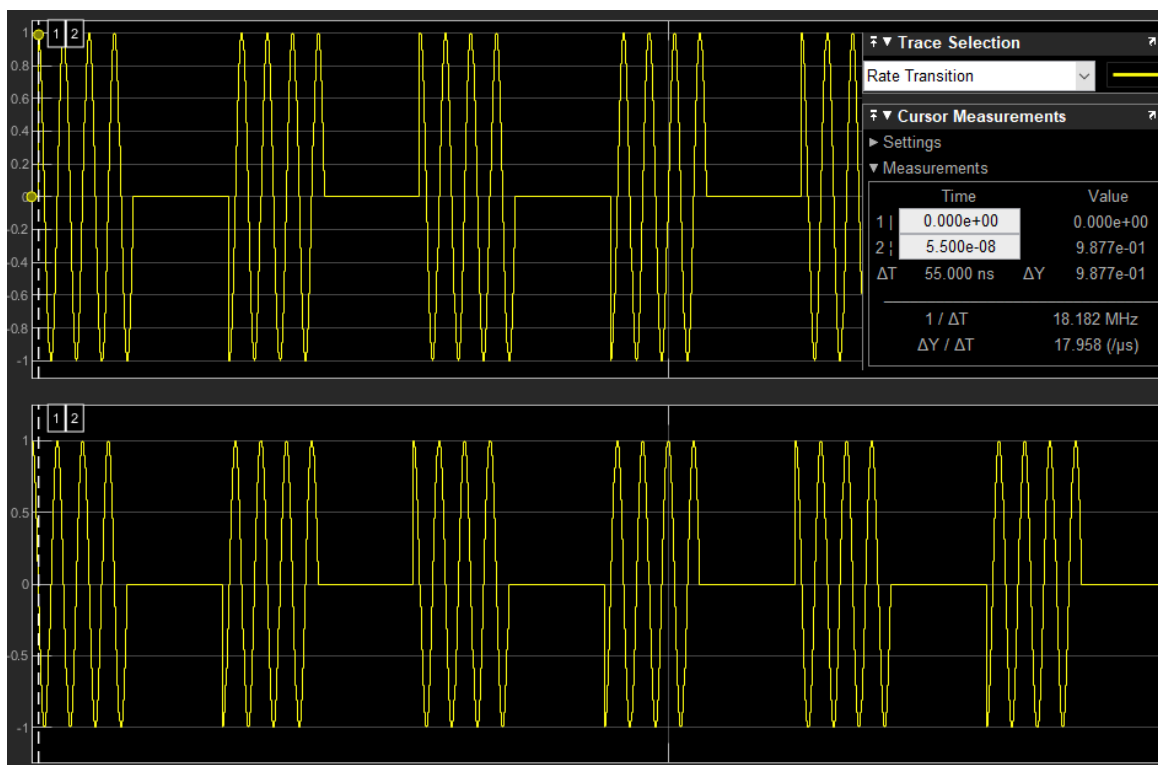 1 2
1
0.8
0.6
0.4
0.2
0
-0.2
-0.4
-0.6
-0.8
-1
Trace Selection
Rate Transition
Cursor Measurements
Settings
Measurements
Time Value
1 | 0.000e+00 0.000e+00
2 ¦ 5.500e-08 9.877e-01
ΔT 55.000 ns ΔY 9.877e-01
1 / ΔT 18.182 MHz
ΔY / ΔT 17.958 (/μs)
1 2
1
0.5
0
-0.5
-1